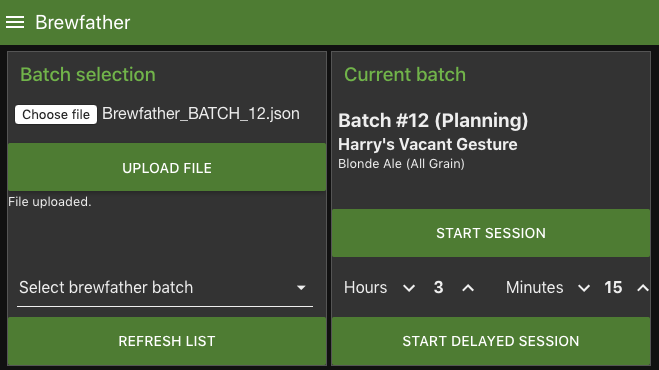 Brewfather
Batch selection
Choose file Brewfather_BATCH_12.json
UPLOAD FILE
File uploaded.
Select brewfather batch
REFRESH LIST
Current batch
Batch #12 (Planning)
Harry's Vacant Gesture
Blonde Ale (All Grain)
START SESSION
Hours 3 Minutes 15
START DELAYED SESSION